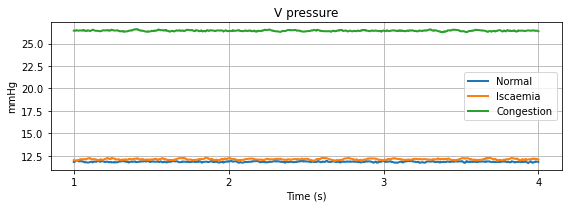 V pressure
mmHg
25.0
22.5
20.0
17.5
15.0
12.5
Normal
Iscaemia
Congestion
1
2
3
4
Time (s)